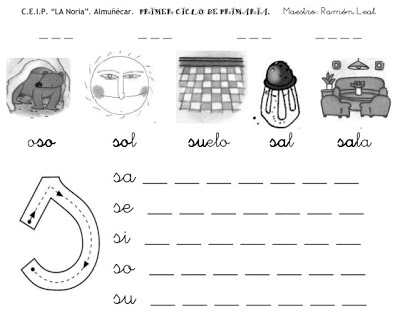 C.E.I.P. "LA Noria". Almuñécar. PRIMER CICLO DE PRIMARIA. Maestro: Ramón Leal
oso sol suelo sal sala
sa
se
si
so
su